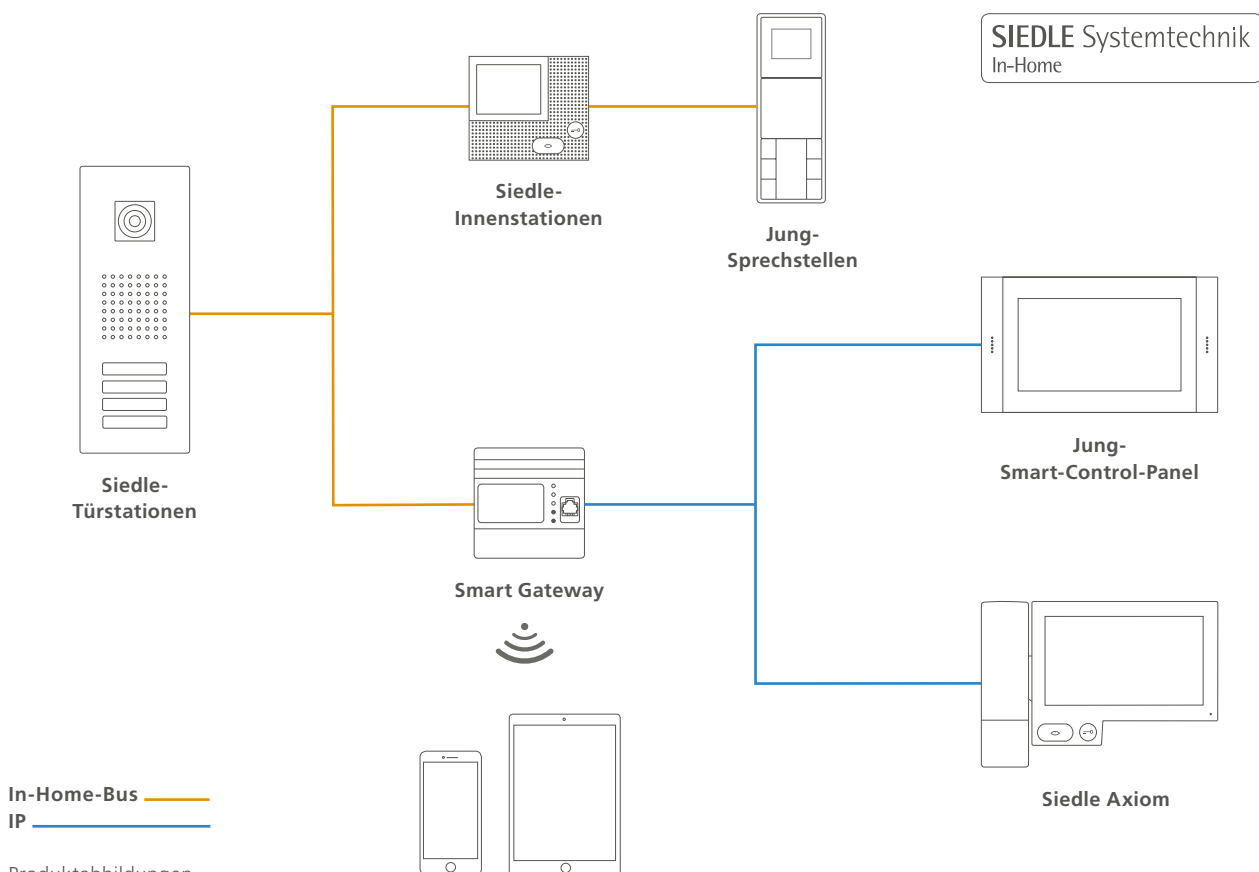 SIEDLE Systemtechnik
In-Home
Siedle-
Innenstationen
Jung-
Sprechstellen
Siedle-
Türstationen
Jung-
Smart-Control-Panel
Smart Gateway
Siedle Axiom
In-Home-Bus
IP
Produktabbildungen